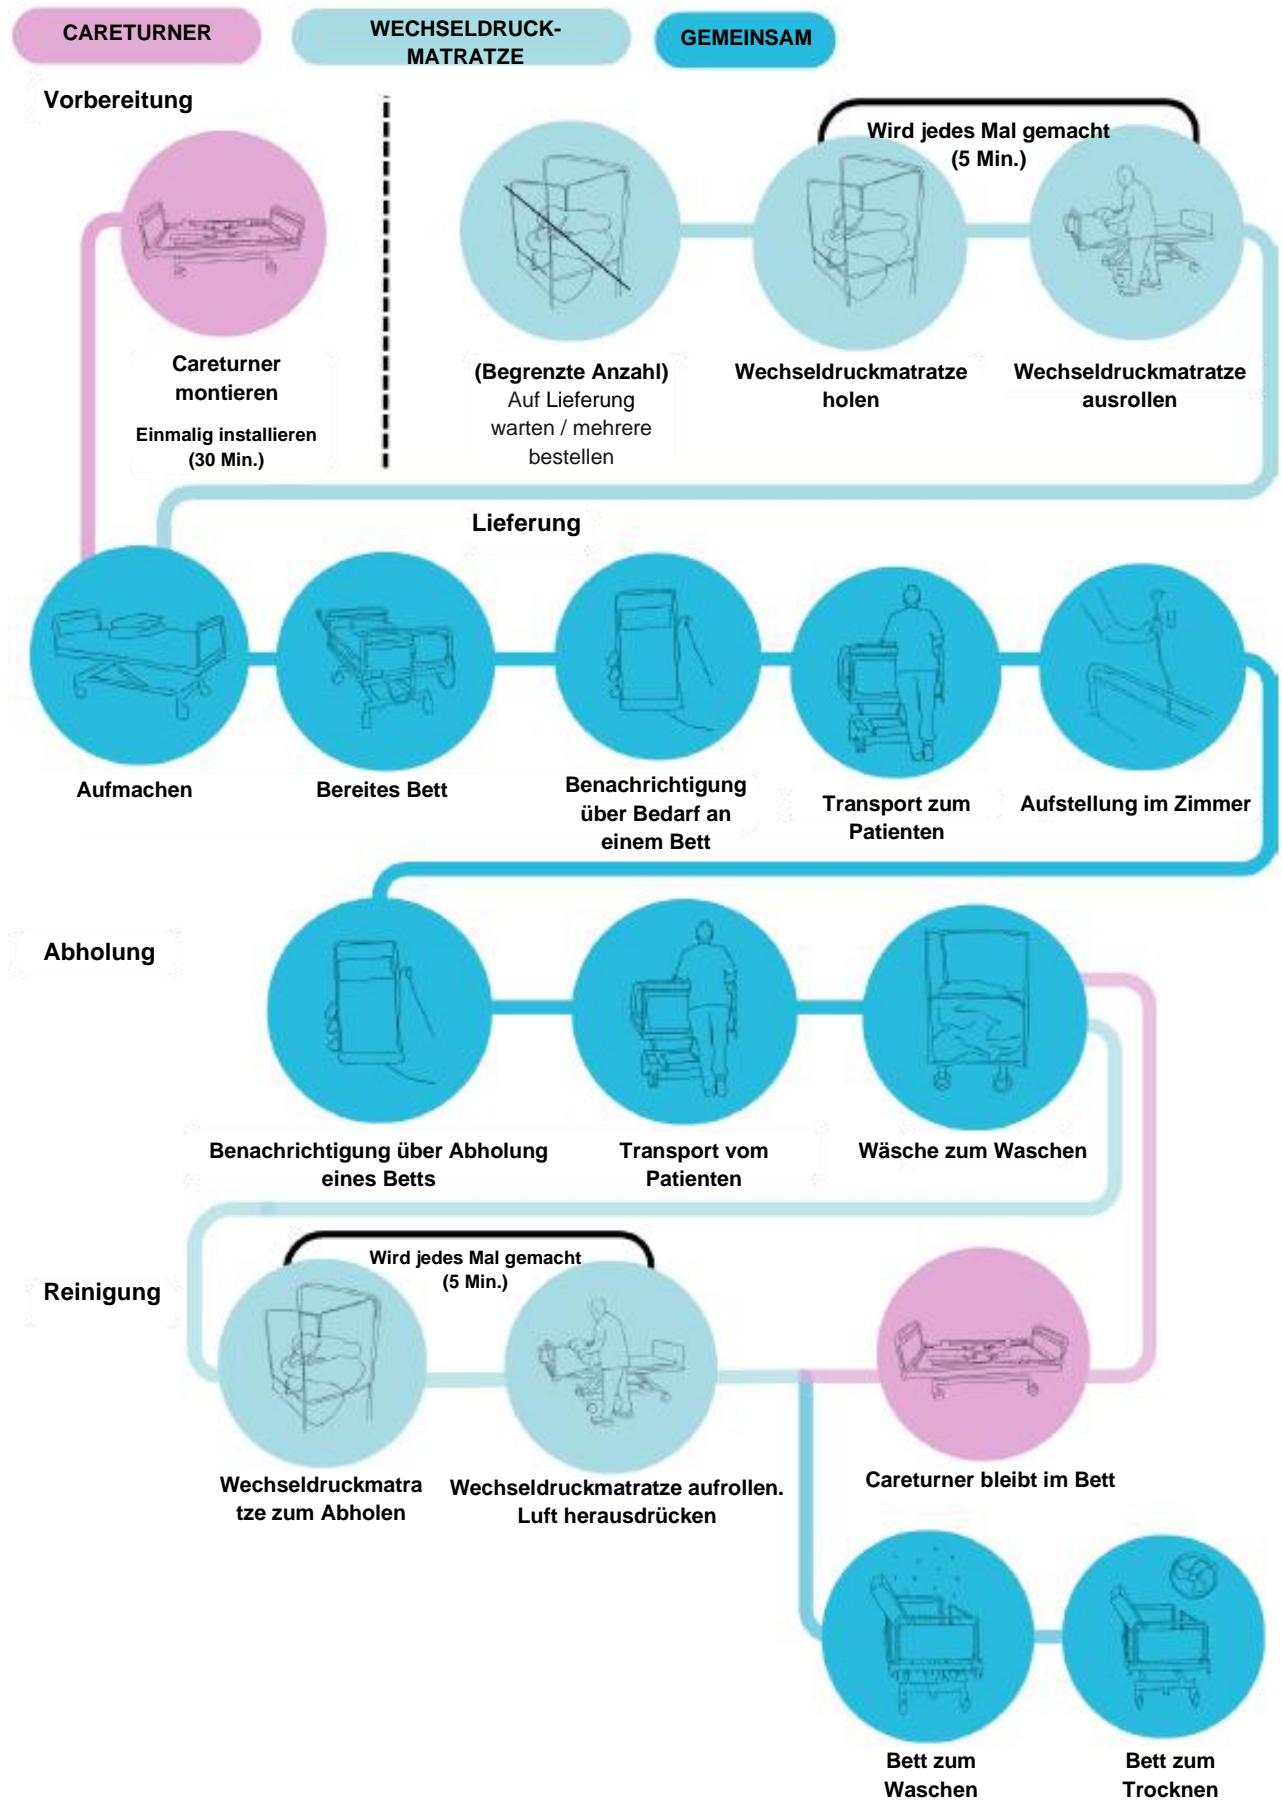 CARETURNER
WECHSELDRUCK-
MATRATZE
GEMEINSAM
Vorbereitung
Wird jedes Mal gemacht
(5 Min.)
Careturner
montieren
Einmalig installieren
(30 Min.)
(Begrenzte Anzahl)
Auf Lieferung
warten / mehrere
bestellen
Wechseldruckmatratze
holen
Wechseldruckmatratze
ausrollen
Lieferung
Aufmachen
Bereites Bett
Benachrichtigung
über Bedarf an
einem Bett
Transport zum
Patienten
Aufstellung im Zimmer
Abholung
Benachrichtigung über Abholung
eines Betts
Transport vom
Patienten
Wäsche zum Waschen
Reinigung
Wird jedes Mal gemacht
(5 Min.)
Wechseldruckmatra
tze zum Abholen
Wechseldruckmatratze aufrollen.
Luft herausdrücken
Careturner bleibt im Bett
Bett zum
Waschen
Bett zum
Trocknen